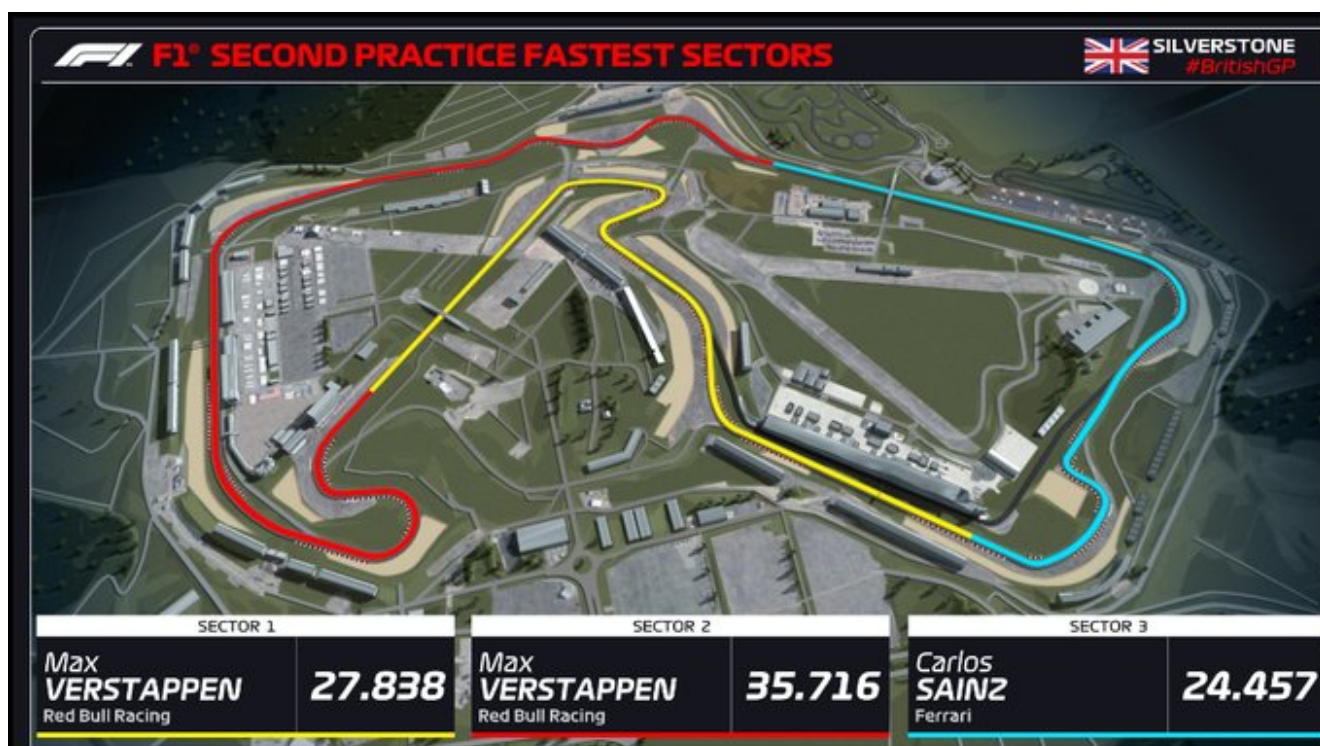 F1® SECOND PRACTICE FASTEST SECTORS
SILVERSTONE
#BritishGP
SECTOR 1
Max
VERSTAPPEN
Red Bull Racing
27.838
SECTOR 2
Max
VERSTAPPEN
Red Bull Racing
35.716
SECTOR 3
Carlos
SAINZ
Ferrari
24.457